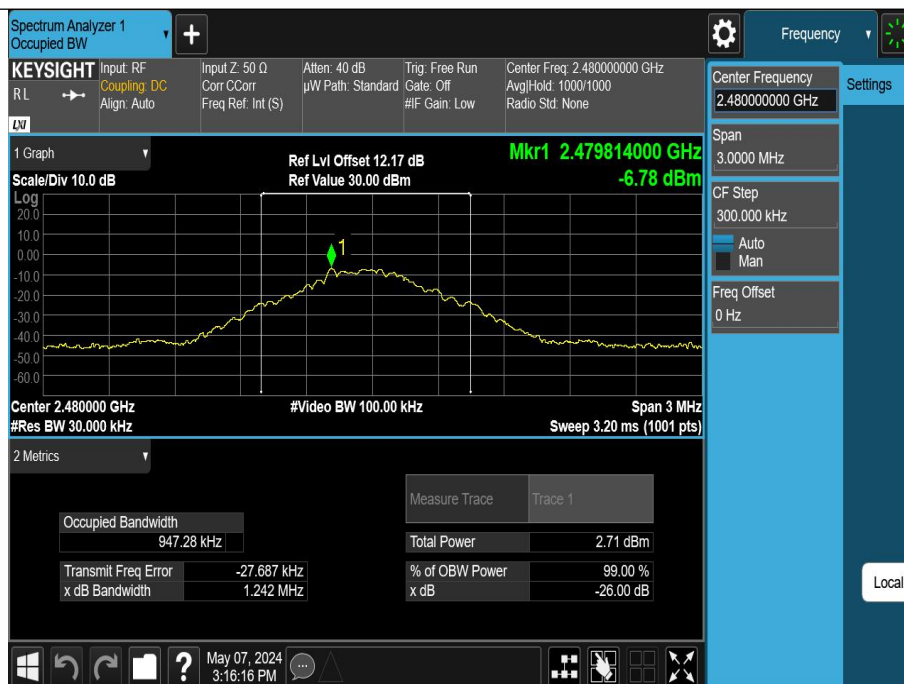 Spectrum Analyzer 1
Occupied BW
Frequency
KEYSIGHT
R L
LXI
Input: RF
Coupling: DC
Align: Auto
Input Z: 50 Ω
Corr CCorr
Freq Ref: Int (S)
Atten: 40 dB
µW Path: Standard
Trig: Free Run
Gate: Off
#IF Gain: Low
Center Freq: 2.480000000 GHz
Avg|Hold: 1000/1000
Radio Std: None
Center Frequency
2.480000000 GHz
Settings
Span
3.0000 MHz
CF Step
300.000 kHz
Auto
Man
Freq Offset
0 Hz
Local
1 Graph
Scale/Div 10.0 dB
Ref Lvl Offset 12.17 dB
Ref Value 30.00 dBm
Mkr1 2.479814000 GHz
-6.78 dBm
Log
20.0
10.0
0.00
-10.0
-20.0
-30.0
-40.0
-50.0
-60.0
1
Center 2.480000 GHz
#Video BW 100.00 kHz
Span 3 MHz
#Res BW 30.000 kHz
Sweep 3.20 ms (1001 pts)
2 Metrics
Measure Trace
Trace 1
Occupied Bandwidth
947.28 kHz
Total Power
2.71 dBm
Transmit Freq Error
-27.687 kHz
% of OBW Power
99.00 %
x dB Bandwidth
1.242 MHz
x dB
-26.00 dB
?
May 07, 2024
3:16:16 PM